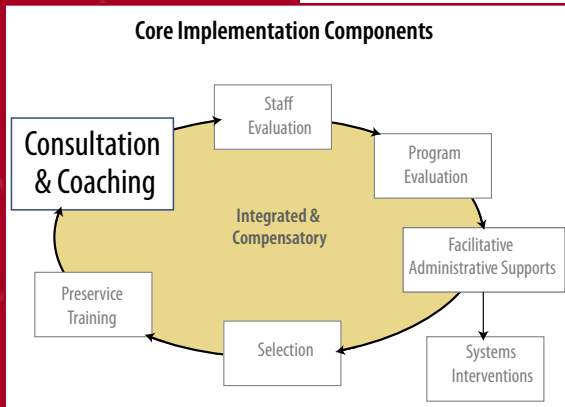 Core Implementation Components
Staff
Evaluation
Consultation
& Coaching
Program
Evaluation
Integrated &
Compensatory
Facilitative
Administrative Supports
Preservice
Training
Selection
Systems
Interventions